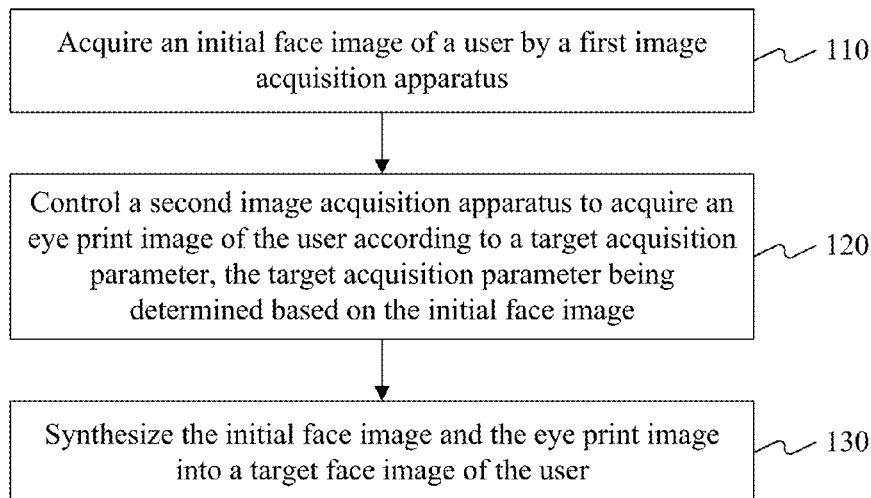 Acquire an initial face image of a user by a first image
acquisition apparatus
110
Control a second image acquisition apparatus to acquire an
eye print image of the user according to a target acquisition
parameter, the target acquisition parameter being
determined based on the initial face image
120
Synthesize the initial face image and the eye print image
into a target face image of the user
130